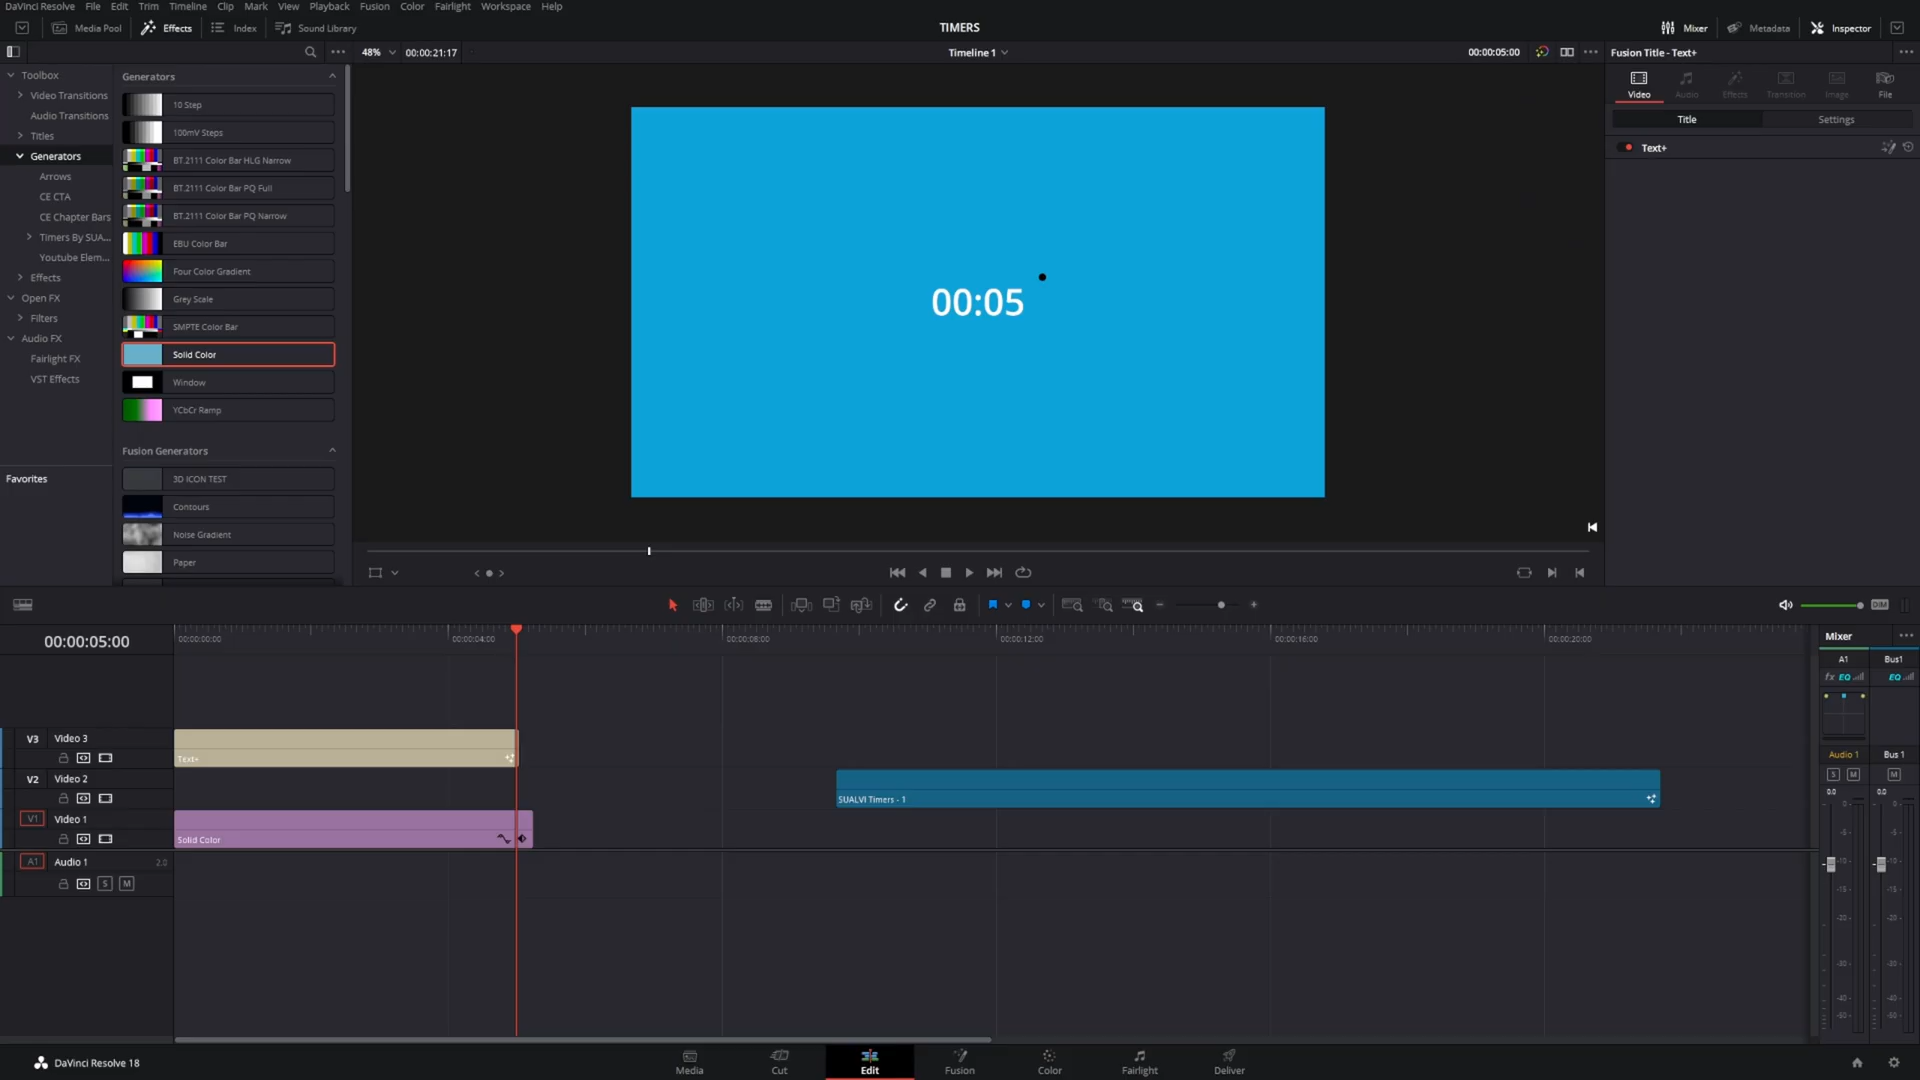 DaVinci Resolve File Edit Trim Timeline Clip Mark View Playback Fusion Color Fairlight Workspace Help
Media Pool Effects Index Sound Library TIMERS Mixer Metadata Inspector
48% 00:00:21:17 Timeline 1 00:00:05:00 Fusion Title - Text+
Toolbox
Video Transitions
Audio Transitions
Titles
Generators
Arrows
CE CTA
CE Chapter Bars
Timers By SUA...
Youtube Elem...
Effects
Open FX
Filters
Audio FX
Fairlight FX
VST Effects
Favorites
Generators
10 Step
100mV Steps
BT.2111 Color Bar HLG Narrow
BT.2111 Color Bar PQ Full
BT.2111 Color Bar PQ Narrow
EBU Color Bar
Four Color Gradient
Grey Scale
SMPTE Color Bar
Solid Color
Window
YCbCr Ramp
Fusion Generators
3D ICON TEST
Contours
Noise Gradient
Paper
00:05
Video Audio Effects Transition Image File
Title Settings
Text+
DIM
00:00:05:00
00:00:00:00 00:00:04:00 00:00:08:00 00:00:12:00 00:00:16:00 00:00:20:00
V3 Video 3
Text+
V2 Video 2
SUALVI Timers - 1
V1 Video 1
Solid Color
A1 Audio 1 2.0
S M
Mixer
A1 Bus1
fx EQ EQ
Audio 1 Bus 1
S M M
0.0 0.0
DaVinci Resolve 18
Media Cut Edit Fusion Color Fairlight Deliver